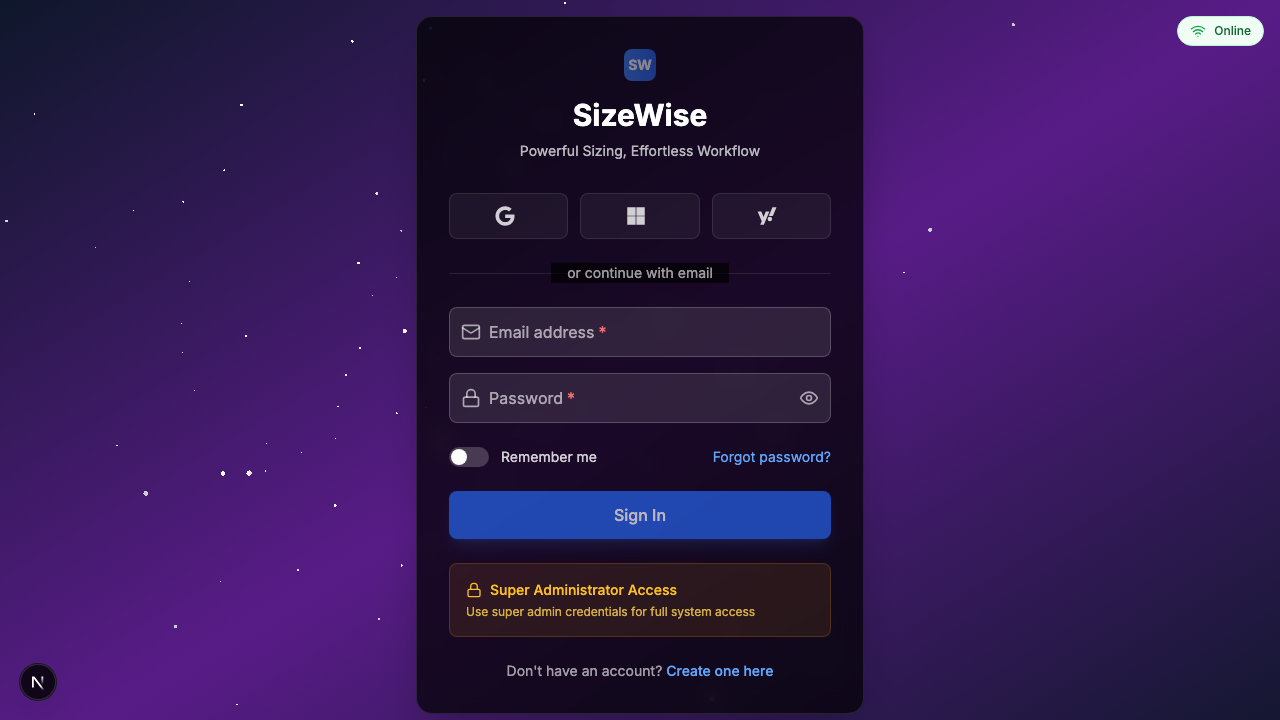 Online
SW
SizeWise
Powerful Sizing, Effortless Workflow
G
y!
or continue with email
Email address *
Password *
Remember me
Forgot password?
Sign In
Super Administrator Access
Use super admin credentials for full system access
Don't have an account? Create one here
N